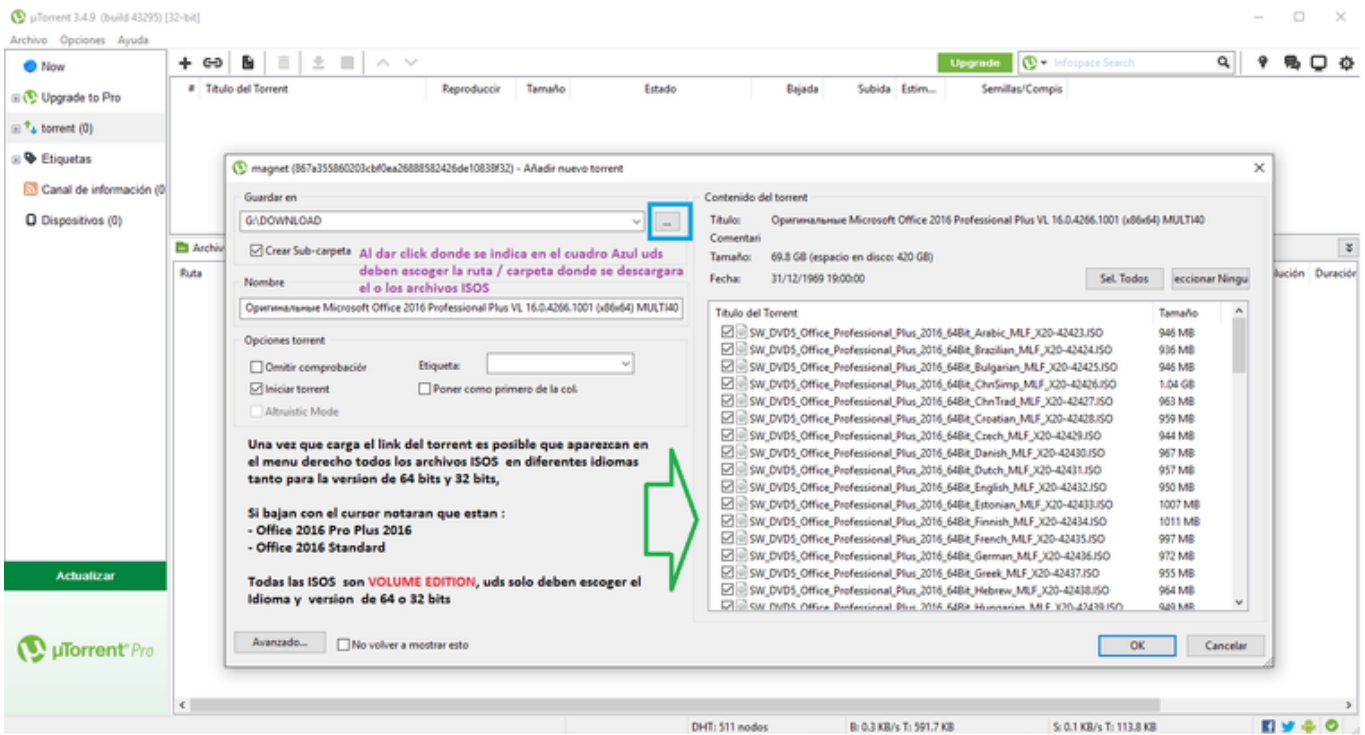 µTorrent 3.4.9 (build 43295) [32-bit]
Archivo Opciones Ayuda
Now
Upgrade to Pro
torrent (0)
Etiquetas
Canal de información (0
Dispositivos (0)
Actualizar
µTorrent® Pro
Upgrade
Infospace Search
# Título del Torrent Reproduccir Tamaño Estado Bajada Subida Estim... Semillas/Compis
Archiv
Ruta
lución Duraciór
magnet (867a355860203cbf0ea26888582426de10838f32) - Añadir nuevo torrent
Guardar en
G:\DOWNLOAD
...
Crear Sub-carpeta
Al dar click donde se indica en el cuadro Azul uds
deben escoger la ruta / carpeta donde se descargara
el o los archivos ISOS
Nombre
Оригинальные Microsoft Office 2016 Professional Plus VL 16.0.4266.1001 (x86x64) MULTI40
Opciones torrent
Omitir comprobaciór
Etiqueta:
Iniciar torrent
Poner como primero de la col
Altruistic Mode
Una vez que carga el link del torrent es posible que aparezcan en
el menu derecho todos los archivos ISOS en diferentes idiomas
tanto para la version de 64 bits y 32 bits,
Si bajan con el cursor notaran que estan :
- Office 2016 Pro Plus 2016
- Office 2016 Standard
Todas las ISOS son VOLUME EDITION, uds solo deben escoger el
Idioma y version de 64 o 32 bits
Avanzado...
No volver a mostrar esto
Contenido del torrent
Título: Оригинальные Microsoft Office 2016 Professional Plus VL 16.0.4266.1001 (x86x64) MULTI40
Comentari
Tamaño: 69.8 GB (espacio en disco: 420 GB)
Fecha: 31/12/1969 19:00:00
Sel. Todos
eccionar Ningu
Título del Torrent Tamaño
SW_DVD5_Office_Professional_Plus_2016_64Bit_Arabic_MLF_X20-42423.ISO 946 MB
SW_DVD5_Office_Professional_Plus_2016_64Bit_Brazilian_MLF_X20-42424.ISO 936 MB
SW_DVD5_Office_Professional_Plus_2016_64Bit_Bulgarian_MLF_X20-42425.ISO 946 MB
SW_DVD5_Office_Professional_Plus_2016_64Bit_ChnSimp_MLF_X20-42426.ISO 1.04 GB
SW_DVD5_Office_Professional_Plus_2016_64Bit_ChnTrad_MLF_X20-42427.ISO 963 MB
SW_DVD5_Office_Professional_Plus_2016_64Bit_Croatian_MLF_X20-42428.ISO 959 MB
SW_DVD5_Office_Professional_Plus_2016_64Bit_Czech_MLF_X20-42429.ISO 944 MB
SW_DVD5_Office_Professional_Plus_2016_64Bit_Danish_MLF_X20-42430.ISO 967 MB
SW_DVD5_Office_Professional_Plus_2016_64Bit_Dutch_MLF_X20-42431.ISO 957 MB
SW_DVD5_Office_Professional_Plus_2016_64Bit_English_MLF_X20-42432.ISO 950 MB
SW_DVD5_Office_Professional_Plus_2016_64Bit_Estonian_MLF_X20-42433.ISO 1007 MB
SW_DVD5_Office_Professional_Plus_2016_64Bit_Finnish_MLF_X20-42434.ISO 1011 MB
SW_DVD5_Office_Professional_Plus_2016_64Bit_French_MLF_X20-42435.ISO 997 MB
SW_DVD5_Office_Professional_Plus_2016_64Bit_German_MLF_X20-42436.ISO 972 MB
SW_DVD5_Office_Professional_Plus_2016_64Bit_Greek_MLF_X20-42437.ISO 955 MB
SW_DVD5_Office_Professional_Plus_2016_64Bit_Hebrew_MLF_X20-42438.ISO 964 MB
SW_DVD5_Office_Professional_Plus_2016_64Bit_Hungarian_MLF_X20-42439.ISO 949 MB
OK
Cancelar
DHT: 511 nodos B: 0.3 KB/s T: 591.7 KB S: 0.1 KB/s T: 113.8 KB